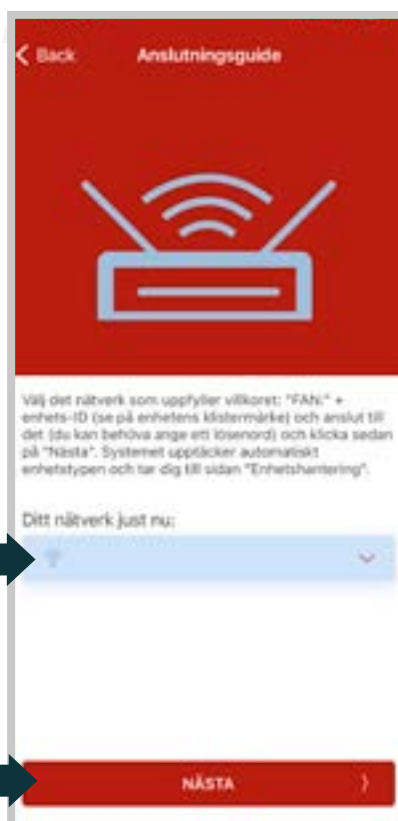 Back
Anslutningsguide
Välj det nätverk som uppfyller villkoret: "FAN:" +
enhets-ID (se på enhetens klistermärke) och anslut till
det (du kan behöva ange ett lösenord) och klicka sedan
på "Nästa". Systemet upptäcker automatiskt
enhetstypen och tar dig till sidan "Enhetshantering".
Ditt nätverk just nu:
NÄSTA